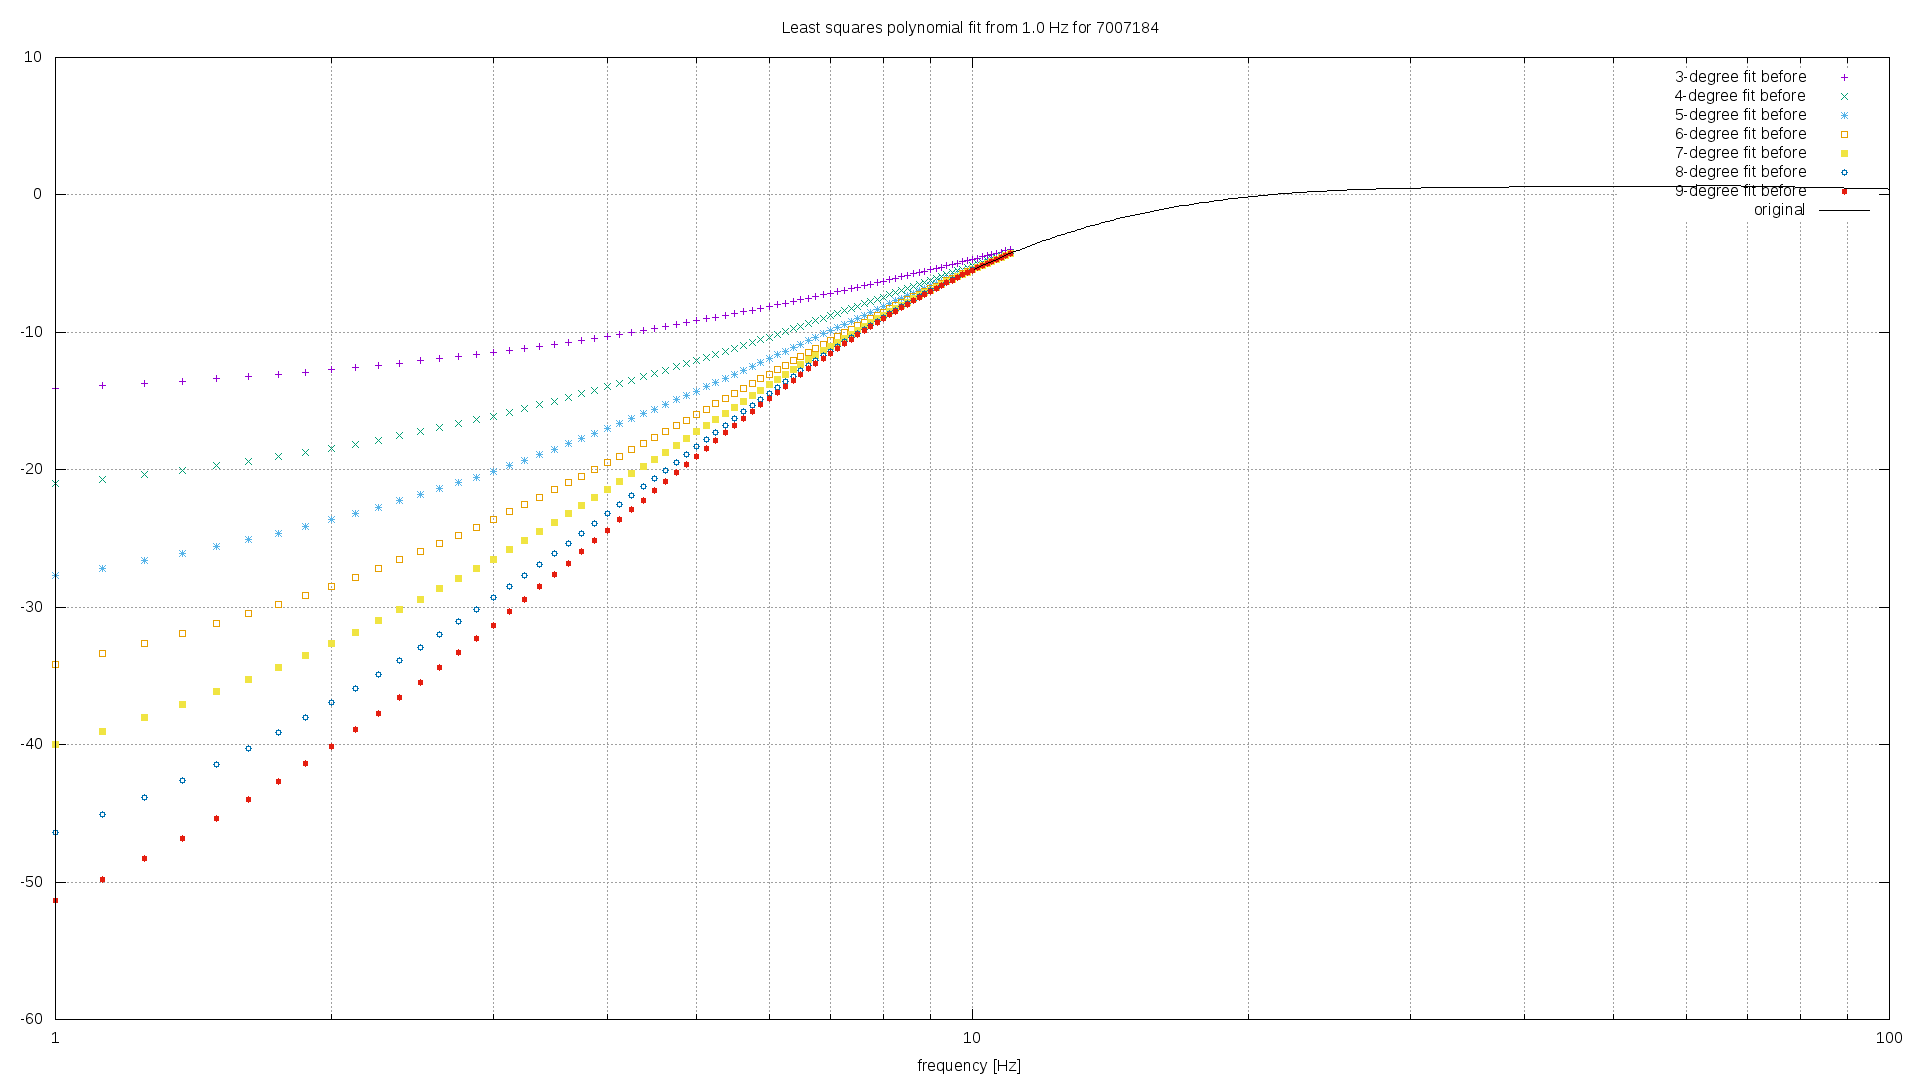 Least squares polynomial fit from 1.0 Hz for 7007184
10
0
-10
-20
-30
-40
-50
-60
3-degree fit before
4-degree fit before
5-degree fit before
6-degree fit before
7-degree fit before
8-degree fit before
9-degree fit before
original
1
10
100
frequency [Hz]